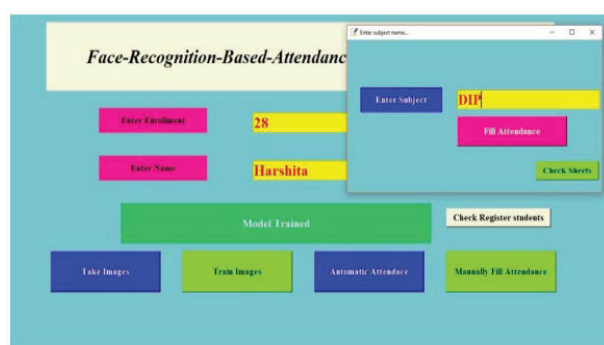 Enter subject name...
Face-Recognition-Based-Attendanc
Enter Subject
DIP
Enter Enrollment
28
Fill Attendance
Enter Name
Harshita
Check Sheets
Model Trained
Check Register students
Take Images
Train Images
Automatic Attendace
Manually Fill Attendance